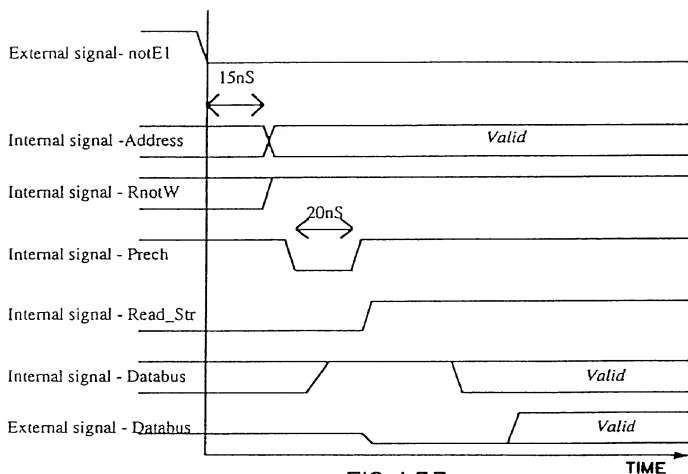 External signal- notE1
15nS
Internal signal -Address
Valid
Internal signal - RnotW
20nS
Internal signal - Prech
Internal signal - Read_Str
Internal signal - Databus
Valid
External signal - Databus
Valid
TIME